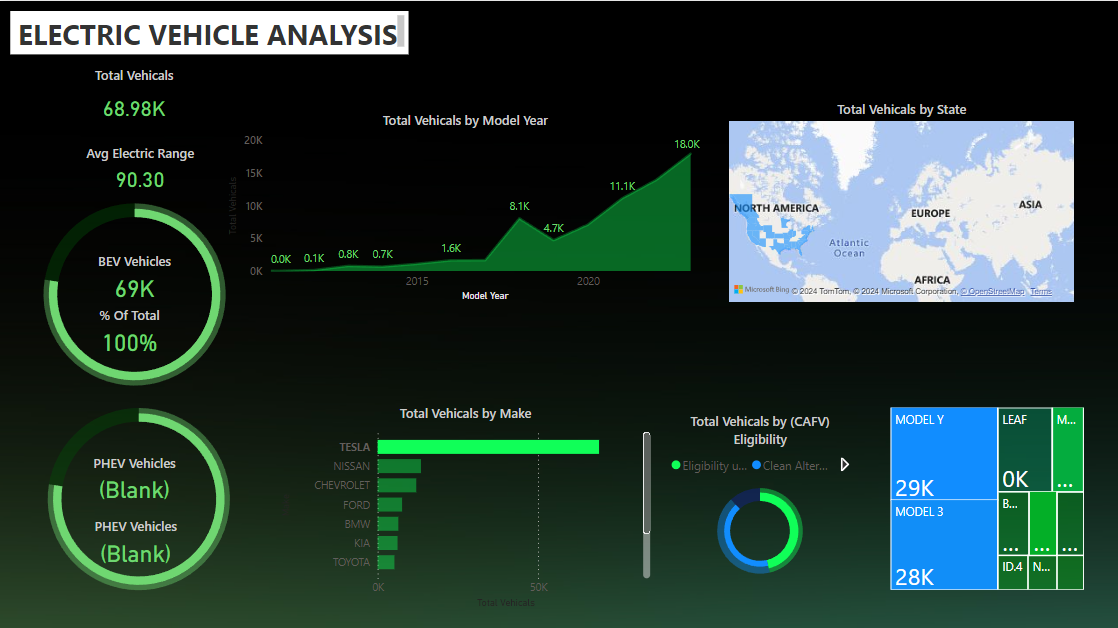 ELECTRIC VEHICLE ANALYSIS
Total Vehicals
68.98K
Avg Electric Range
90.30
BEV Vehicles
69K
% Of Total
100%
PHEV Vehicles
(Blank)
PHEV Vehicles
(Blank)
Total Vehicals by Model Year
Total Vehicals
20K
15K
10K
5K
0K
0.0K
0.1K
0.8K
0.7K
1.6K
8.1K
4.7K
11.1K
18.0K
2015
2020
Model Year
Total Vehicals by State
NORTH AMERICA
EUROPE
ASIA
Atlantic
Ocean
AFRICA
Microsoft Bing
© 2024 TomTom, © 2024 Microsoft Corporation, © OpenStreetMap Terms
Total Vehicals by Make
TESLA
NISSAN
CHEVROLET
FORD
BMW
KIA
TOYOTA
0K
50K
Total Vehicals
Total Vehicals by (CAFV)
Eligibility
Eligibility u...
Clean Alter...
MODEL Y
29K
MODEL 3
28K
LEAF
0K
M...
...
B...
...
...
...
ID.4
N...